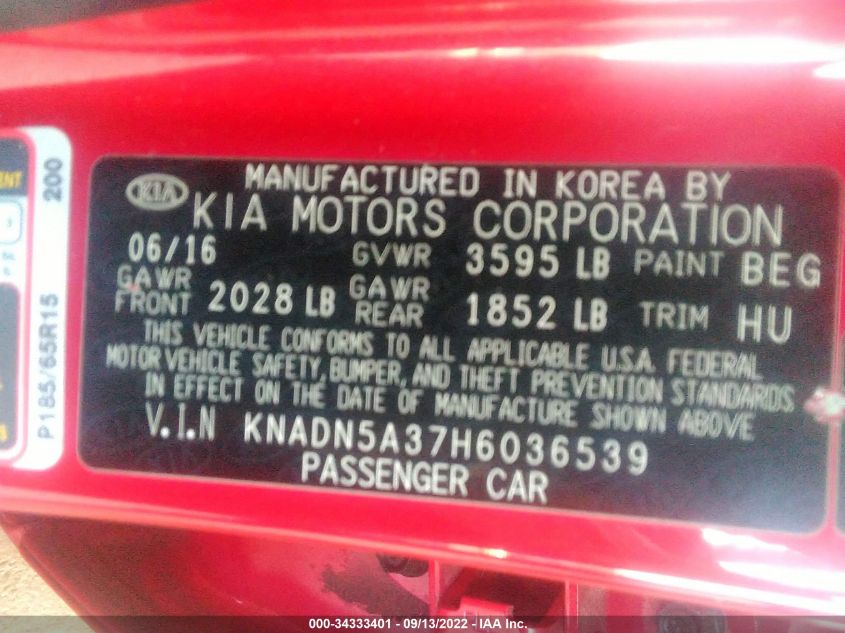 KIA
MANUFACTURED IN KOREA BY
KIA MOTORS CORPORATION
06/16 GVWR 3595 LB PAINT BEG
GAWR FRONT 2028 LB GAWR REAR 1852 LB TRIM HU
THIS VEHICLE CONFORMS TO ALL APPLICABLE U.S.A. FEDERAL
MOTOR VEHICLE SAFETY, BUMPER, AND THEFT PREVENTION STANDARDS
IN EFFECT ON THE DATE OF MANUFACTURE SHOWN ABOVE
V.I.N KNADN5A37H6036539
PASSENGER CAR
P185/65R15 200
000-34333401 - 09/13/2022 - IAA Inc.